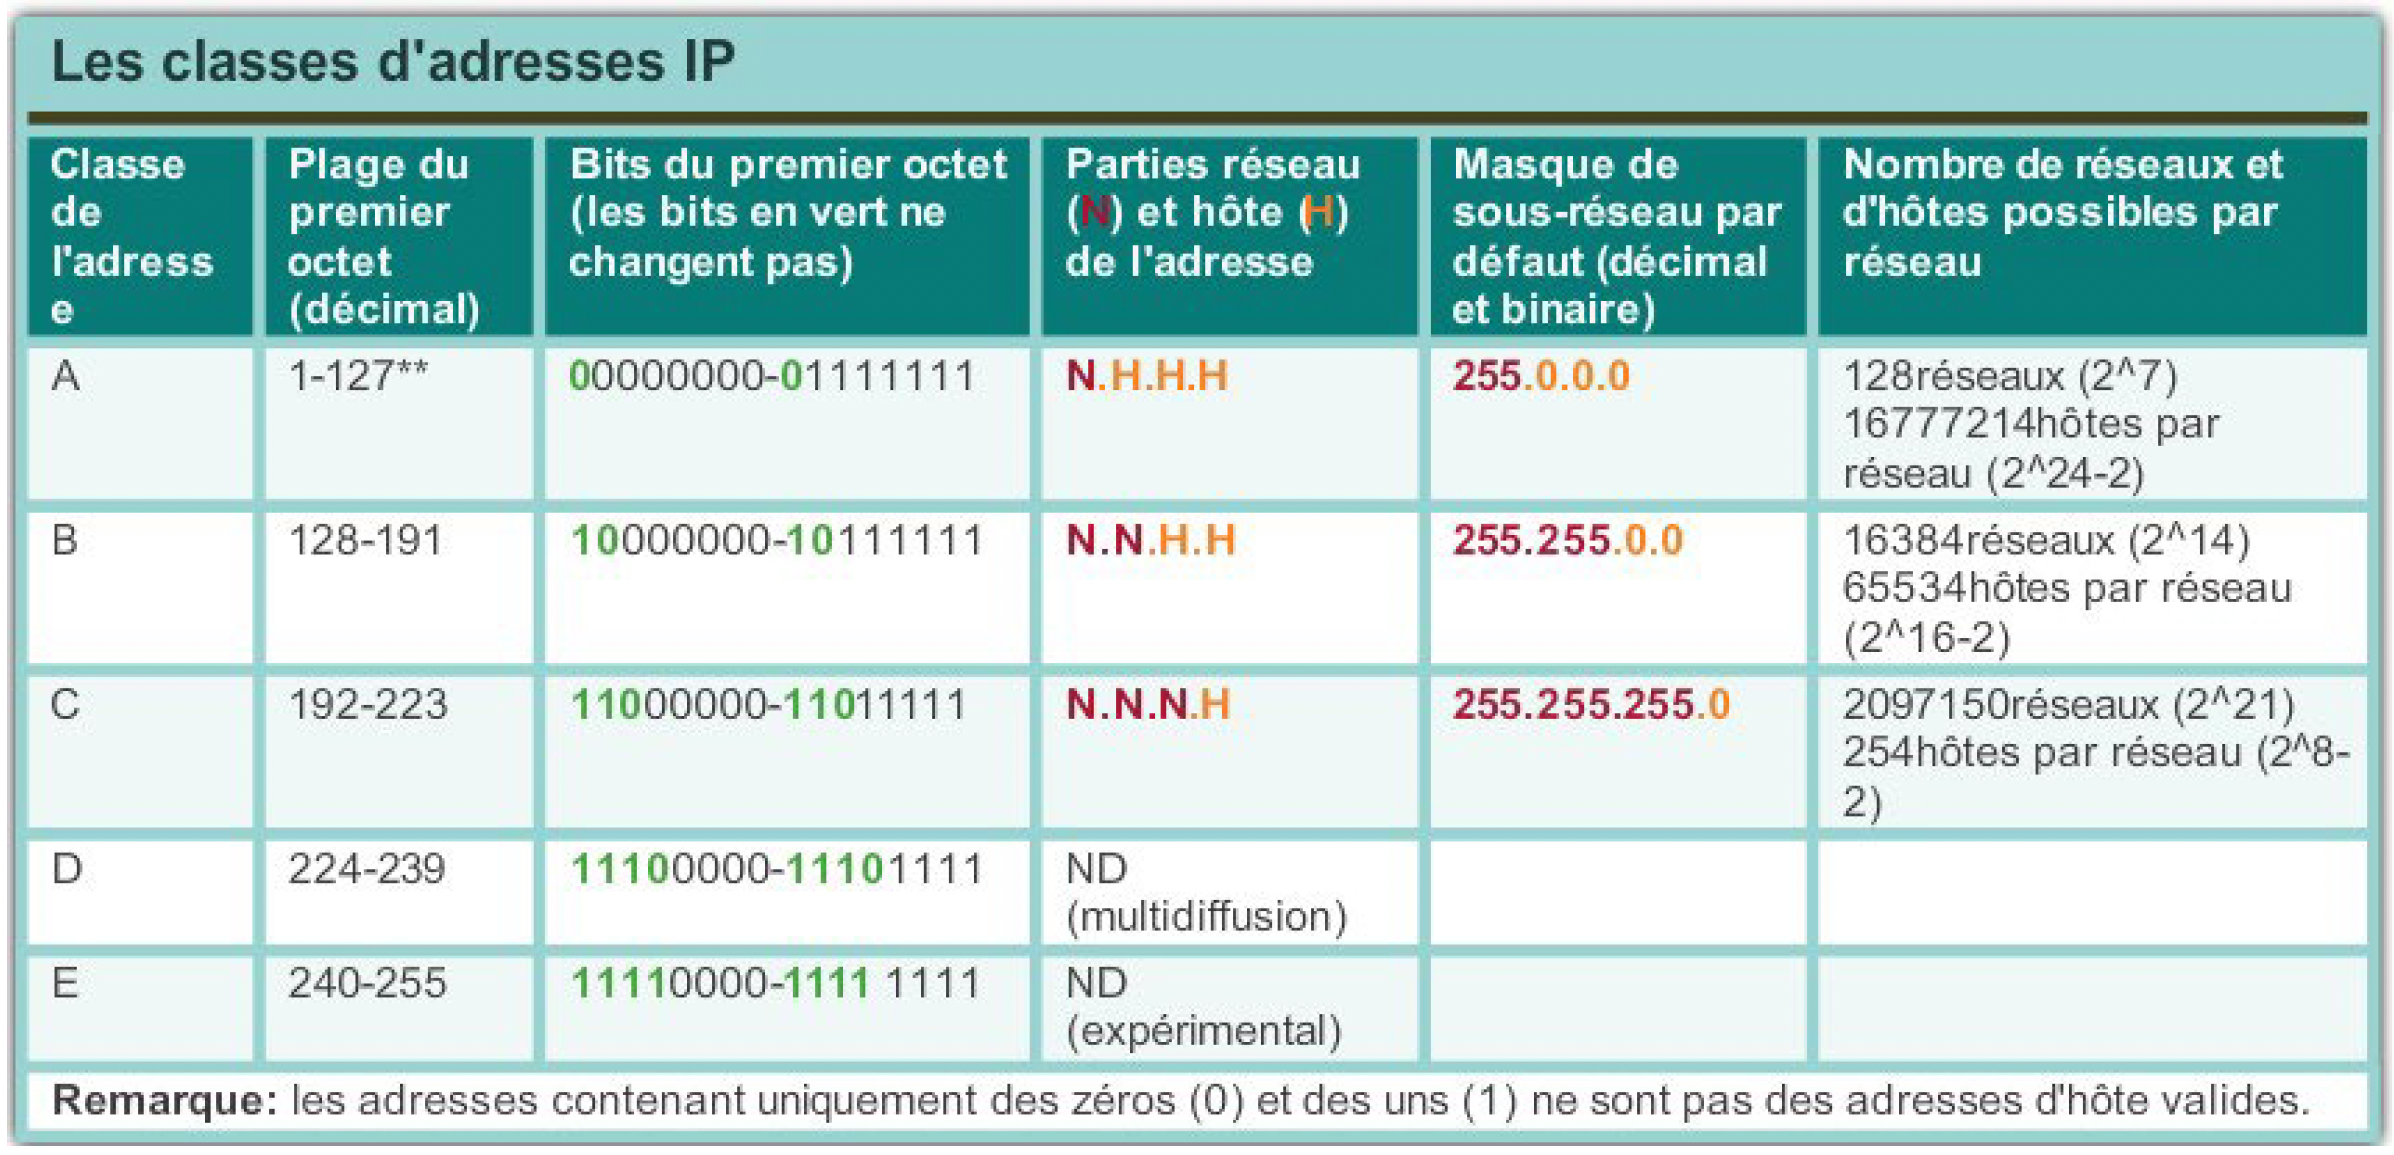 Les classes d'adresses IP
Classe
de
l'adress
e
Plage du
premier
octet
(décimal)
Bits du premier octet
(les bits en vert ne
changent pas)
Parties réseau
(N) et hôte (H)
de l'adresse
Masque de
sous-réseau par
défaut (décimal
et binaire)
Nombre de réseaux et
d'hôtes possibles par
réseau
A
1-127**
00000000-01111111
N.H.H.H
255.0.0.0
128réseaux (2^7)
16777214hôtes par
réseau (2^24-2)
B
128-191
10000000-10111111
N.N.H.H
255.255.0.0
16384réseaux (2^14)
65534hôtes par réseau
(2^16-2)
C
192-223
11000000-11011111
N.N.N.H
255.255.255.0
2097150réseaux (2^21)
254hôtes par réseau (2^8-
2)
D
224-239
11100000-11101111
ND
(multidiffusion)
E
240-255
11110000-1111 1111
ND
(expérimental)
Remarque: les adresses contenant uniquement des zéros (0) et des uns (1) ne sont pas des adresses d'hôte valides.